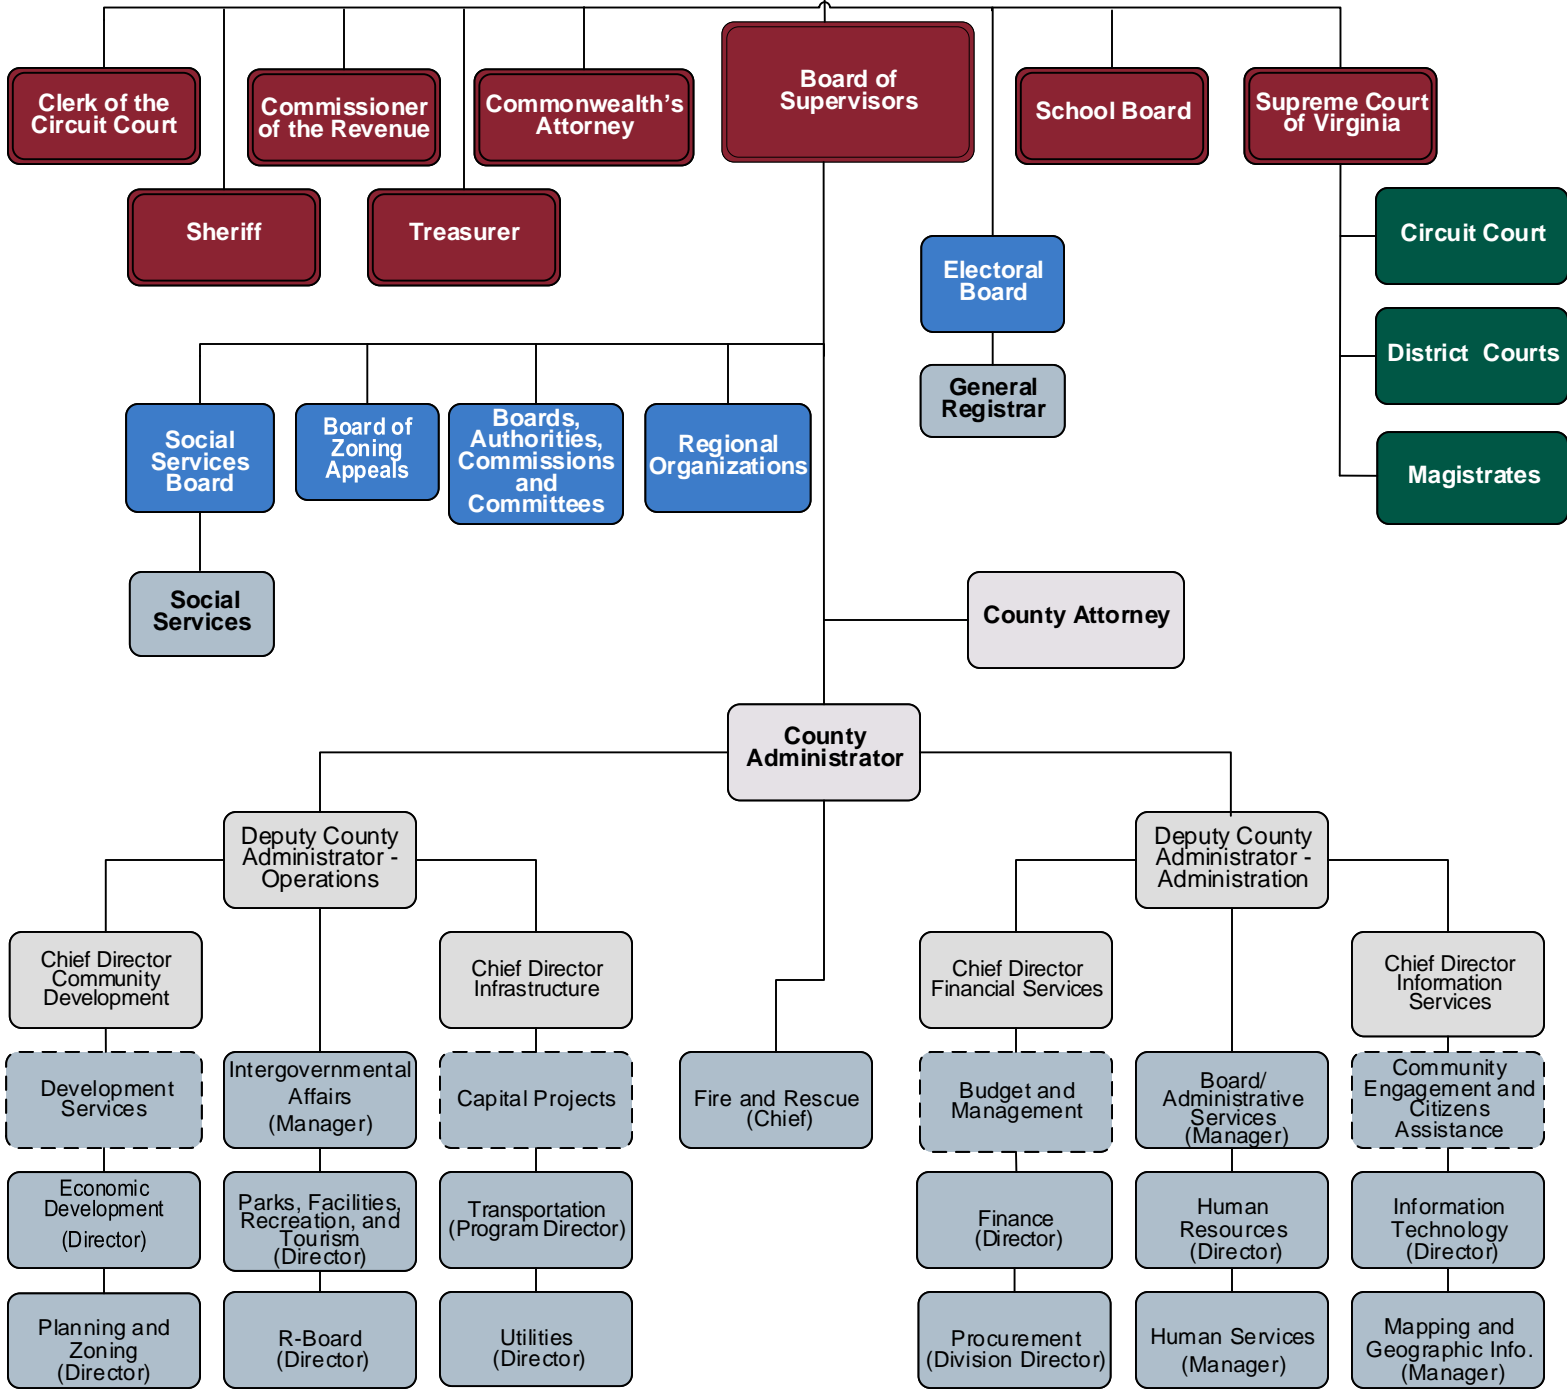 Clerk of the
Circuit Court
Commissioner
of the Revenue
Commonwealth’s
Attorney
Board of
Supervisors
School Board
Supreme Court
of Virginia
Sheriff
Treasurer
Circuit Court
Electoral
Board
District Courts
General
Registrar
Magistrates
Social
Services
Board
Board of
Zoning
Appeals
Boards,
Authorities,
Commissions
and
Committees
Regional
Organizations
Social
Services
County Attorney
County
Administrator
Deputy County
Administrator -
Operations
Deputy County
Administrator -
Administration
Chief Director
Community
Development
Chief Director
Infrastructure
Chief Director
Financial Services
Chief Director
Information
Services
Development
Services
Intergovernmental
Affairs
(Manager)
Capital Projects
Fire and Rescue
(Chief)
Budget and
Management
Board/
Administrative
Services
(Manager)
Community
Engagement and
Citizens
Assistance
Economic
Development
(Director)
Parks, Facilities,
Recreation, and
Tourism
(Director)
Transportation
(Program Director)
Finance
(Director)
Human
Resources
(Director)
Information
Technology
(Director)
Planning and
Zoning
(Director)
R-Board
(Director)
Utilities
(Director)
Procurement
(Division Director)
Human Services
(Manager)
Mapping and
Geographic Info.
(Manager)